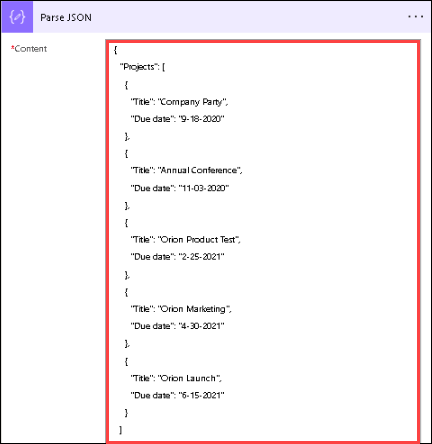 Parse JSON
*Content
{
"Projects": [
{
"Title": "Company Party",
"Due date": "9-18-2020"
},
{
"Title": "Annual Conference",
"Due date": "11-03-2020"
},
{
"Title": "Orion Product Test",
"Due date": "2-25-2021"
},
{
"Title": "Orion Marketing",
"Due date": "4-30-2021"
},
{
"Title": "Orion Launch",
"Due date": "6-15-2021"
}
]